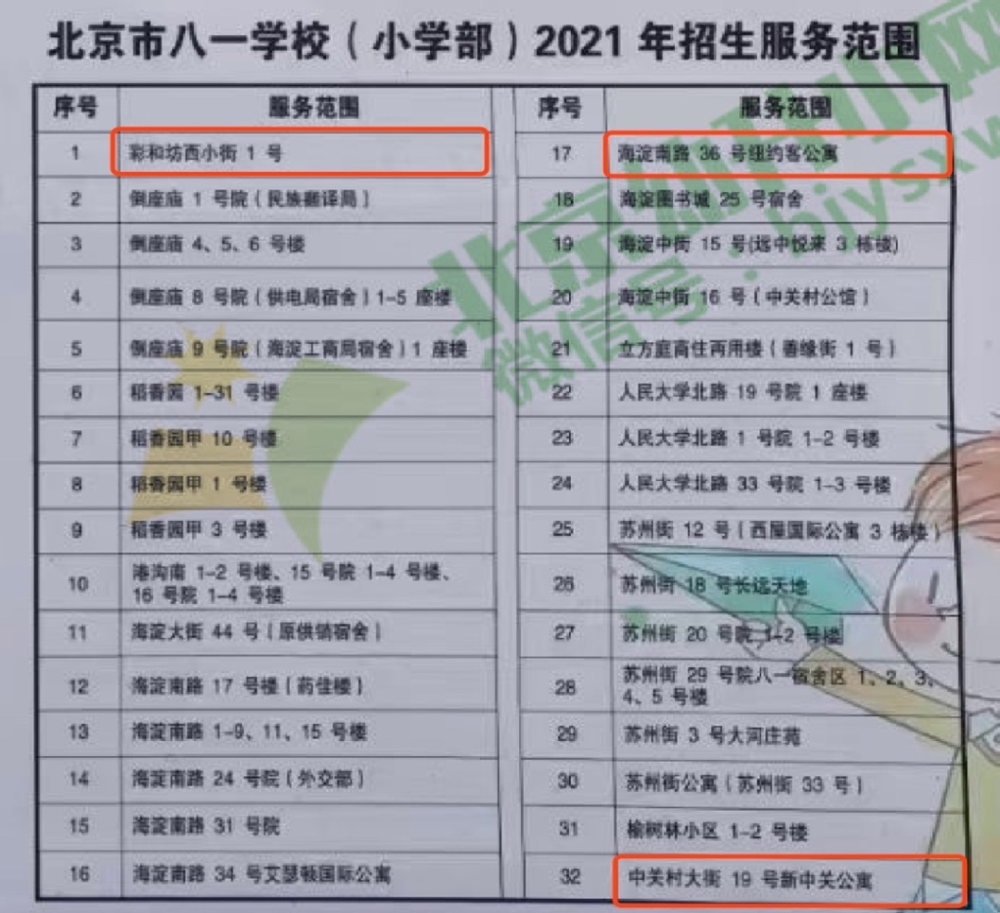 北京市八一学校（小学部）2021 年招生服务范围
序号 服务范围
1 彩和坊西小街 1 号
2 倒座庙 1 号院（民族翻译局）
3 倒座庙 4、5、6 号楼
4 倒座庙 8 号院（供电局宿舍）1-5 座楼
5 倒座庙 9 号院（海淀工商局宿舍）1 座楼
6 稻香园 1-31 号楼
7 稻香园甲 10 号楼
8 稻香园甲 1 号楼
9 稻香园甲 3 号楼
10 港沟南 1-2 号楼、15 号院 1-4 号楼、
16 号院 1-4 号楼
11 海淀大街 44 号（原供销宿舍）
12 海淀南路 17 号楼（药佳楼）
13 海淀南路 1-9、11、15 号楼
14 海淀南路 24 号院（外交部）
15 海淀南路 31 号院
16 海淀南路 34 号艾瑟顿国际公寓
序号 服务范围
17 海淀南路 36 号纽约客公寓
18 海淀图书城 25 号宿舍
19 海淀中街 15 号(远中悦来 3 栋楼)
20 海淀中街 16 号（中关村公馆）
21 立方庭商住两用楼（善缘街 1 号）
22 人民大学北路 19 号院 1 座楼
23 人民大学北路 1 号院 1-2 号楼
24 人民大学北路 33 号院 1-3 号楼
25 苏州街 12 号（西屋国际公寓 3 栋楼）
26 苏州街 18 号长远天地
27 苏州街 20 号院 1-2 号楼
28 苏州街 29 号院八一宿舍区 1、2、3、
4、5 号楼
29 苏州街 3 号大河庄苑
30 苏州街公寓（苏州街 33 号）
31 榆树林小区 1-2 号楼
32 中关村大街 19 号新中关公寓
北京幼升小网
微信号：bjysxw